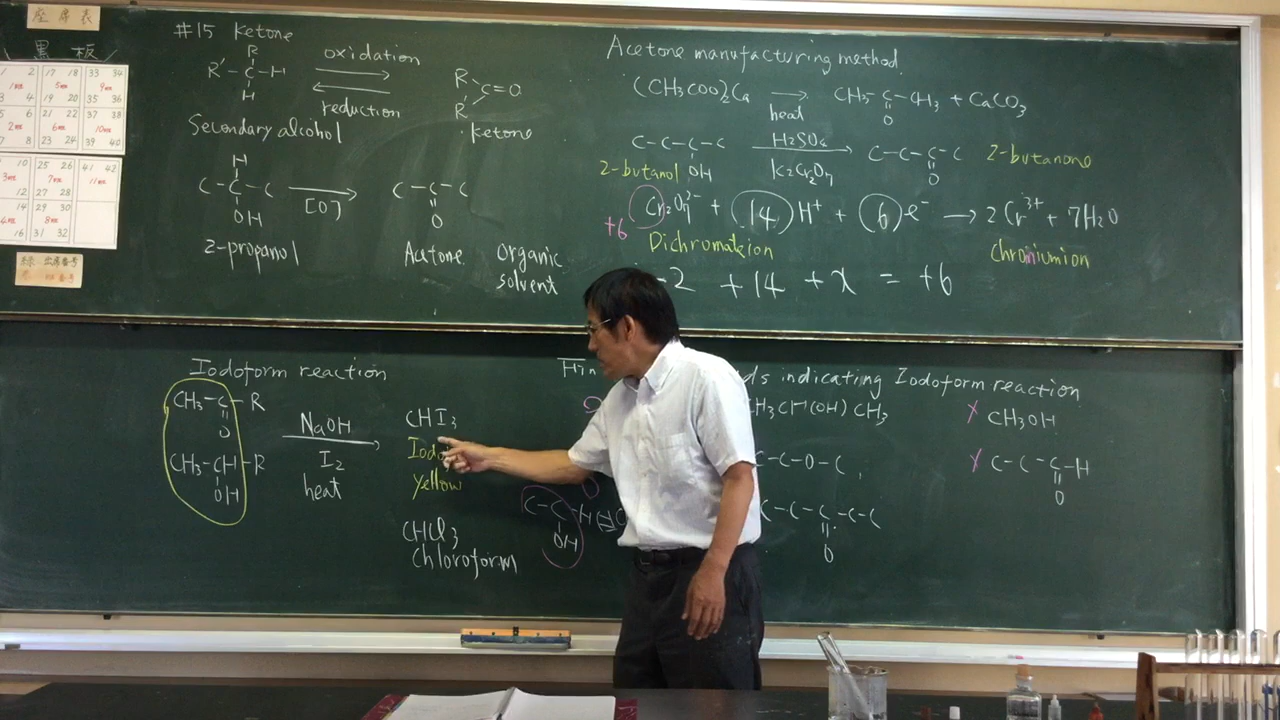 座席表
黒板
#15 Ketone
R
R'-C-H
H
oxidation
reduction
R
R'
C=O
Secondary alcohol
ketone
H
C-C-C
OH
[O]
C-C-C
O
2-propanol
Acetone
Organic
solvent
Acetone manufacturing method.
(CH3COO)2Ca
heat
CH3-C-CH3 + CaCO3
O
C-C-C-C
OH
2-butanol
H2SO4
K2Cr2O7
C-C-C-C
O
2-butanone
+6
Cr2O7 2- + 14 H+ + 6 e- → 2Cr3+ + 7H2O
Dichromateion
Chromiumion
-2 +14 + x = +6
Iodoform reaction
CH3-C-R
O
CH3-CH-R
OH
NaOH
I2
heat
CHI3
Yellow
CHCl3
chloroform
indicating Iodoform reaction
CH3CH(OH)CH3
CH3OH
C-C-O-C,
C-C-C-H
O
C-C-H
OH
C-C-C-C-C
O